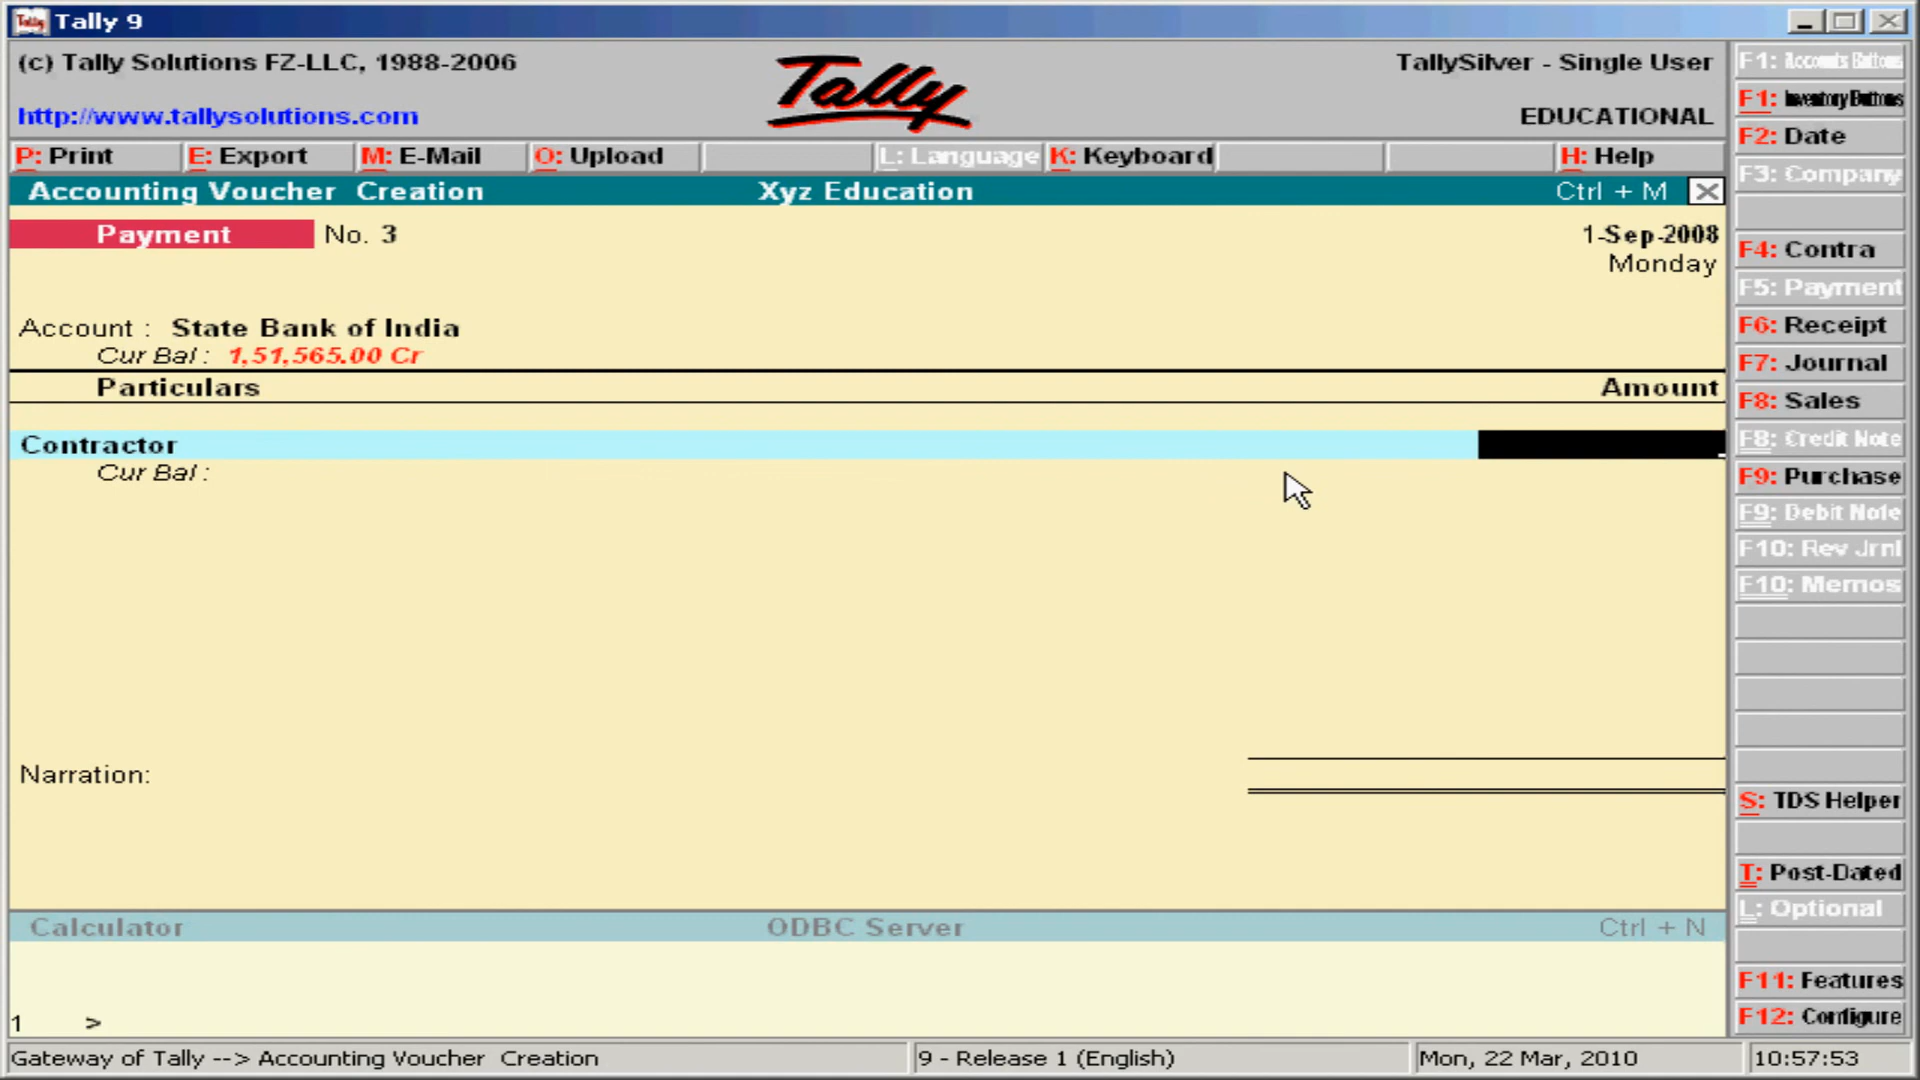 Tally 9
(c) Tally Solutions FZ-LLC, 1988-2006
Tally
TallySilver - Single User
http://www.tallysolutions.com
EDUCATIONAL
P: Print E: Export M: E-Mail O: Upload L: Language K: Keyboard H: Help
Accounting Voucher Creation Xyz Education Ctrl + M
Payment No. 3 1-Sep-2008
Monday
Account : State Bank of India
Cur Bal : 1,51,565.00 Cr
Particulars Amount
Contractor
Cur Bal :
Narration:
Calculator ODBC Server Ctrl + N
1 >
Gateway of Tally --> Accounting Voucher Creation 9 - Release 1 (English) Mon, 22 Mar, 2010 10:57:53
F1: Accounts Buttons
F1: Inventory Buttons
F2: Date
F3: Company
F4: Contra
F5: Payment
F6: Receipt
F7: Journal
F8: Sales
F8: Credit Note
F9: Purchase
F9: Debit Note
F10: Rev Jrnl
F10: Memos
S: TDS Helper
T: Post-Dated
L: Optional
F11: Features
F12: Configure